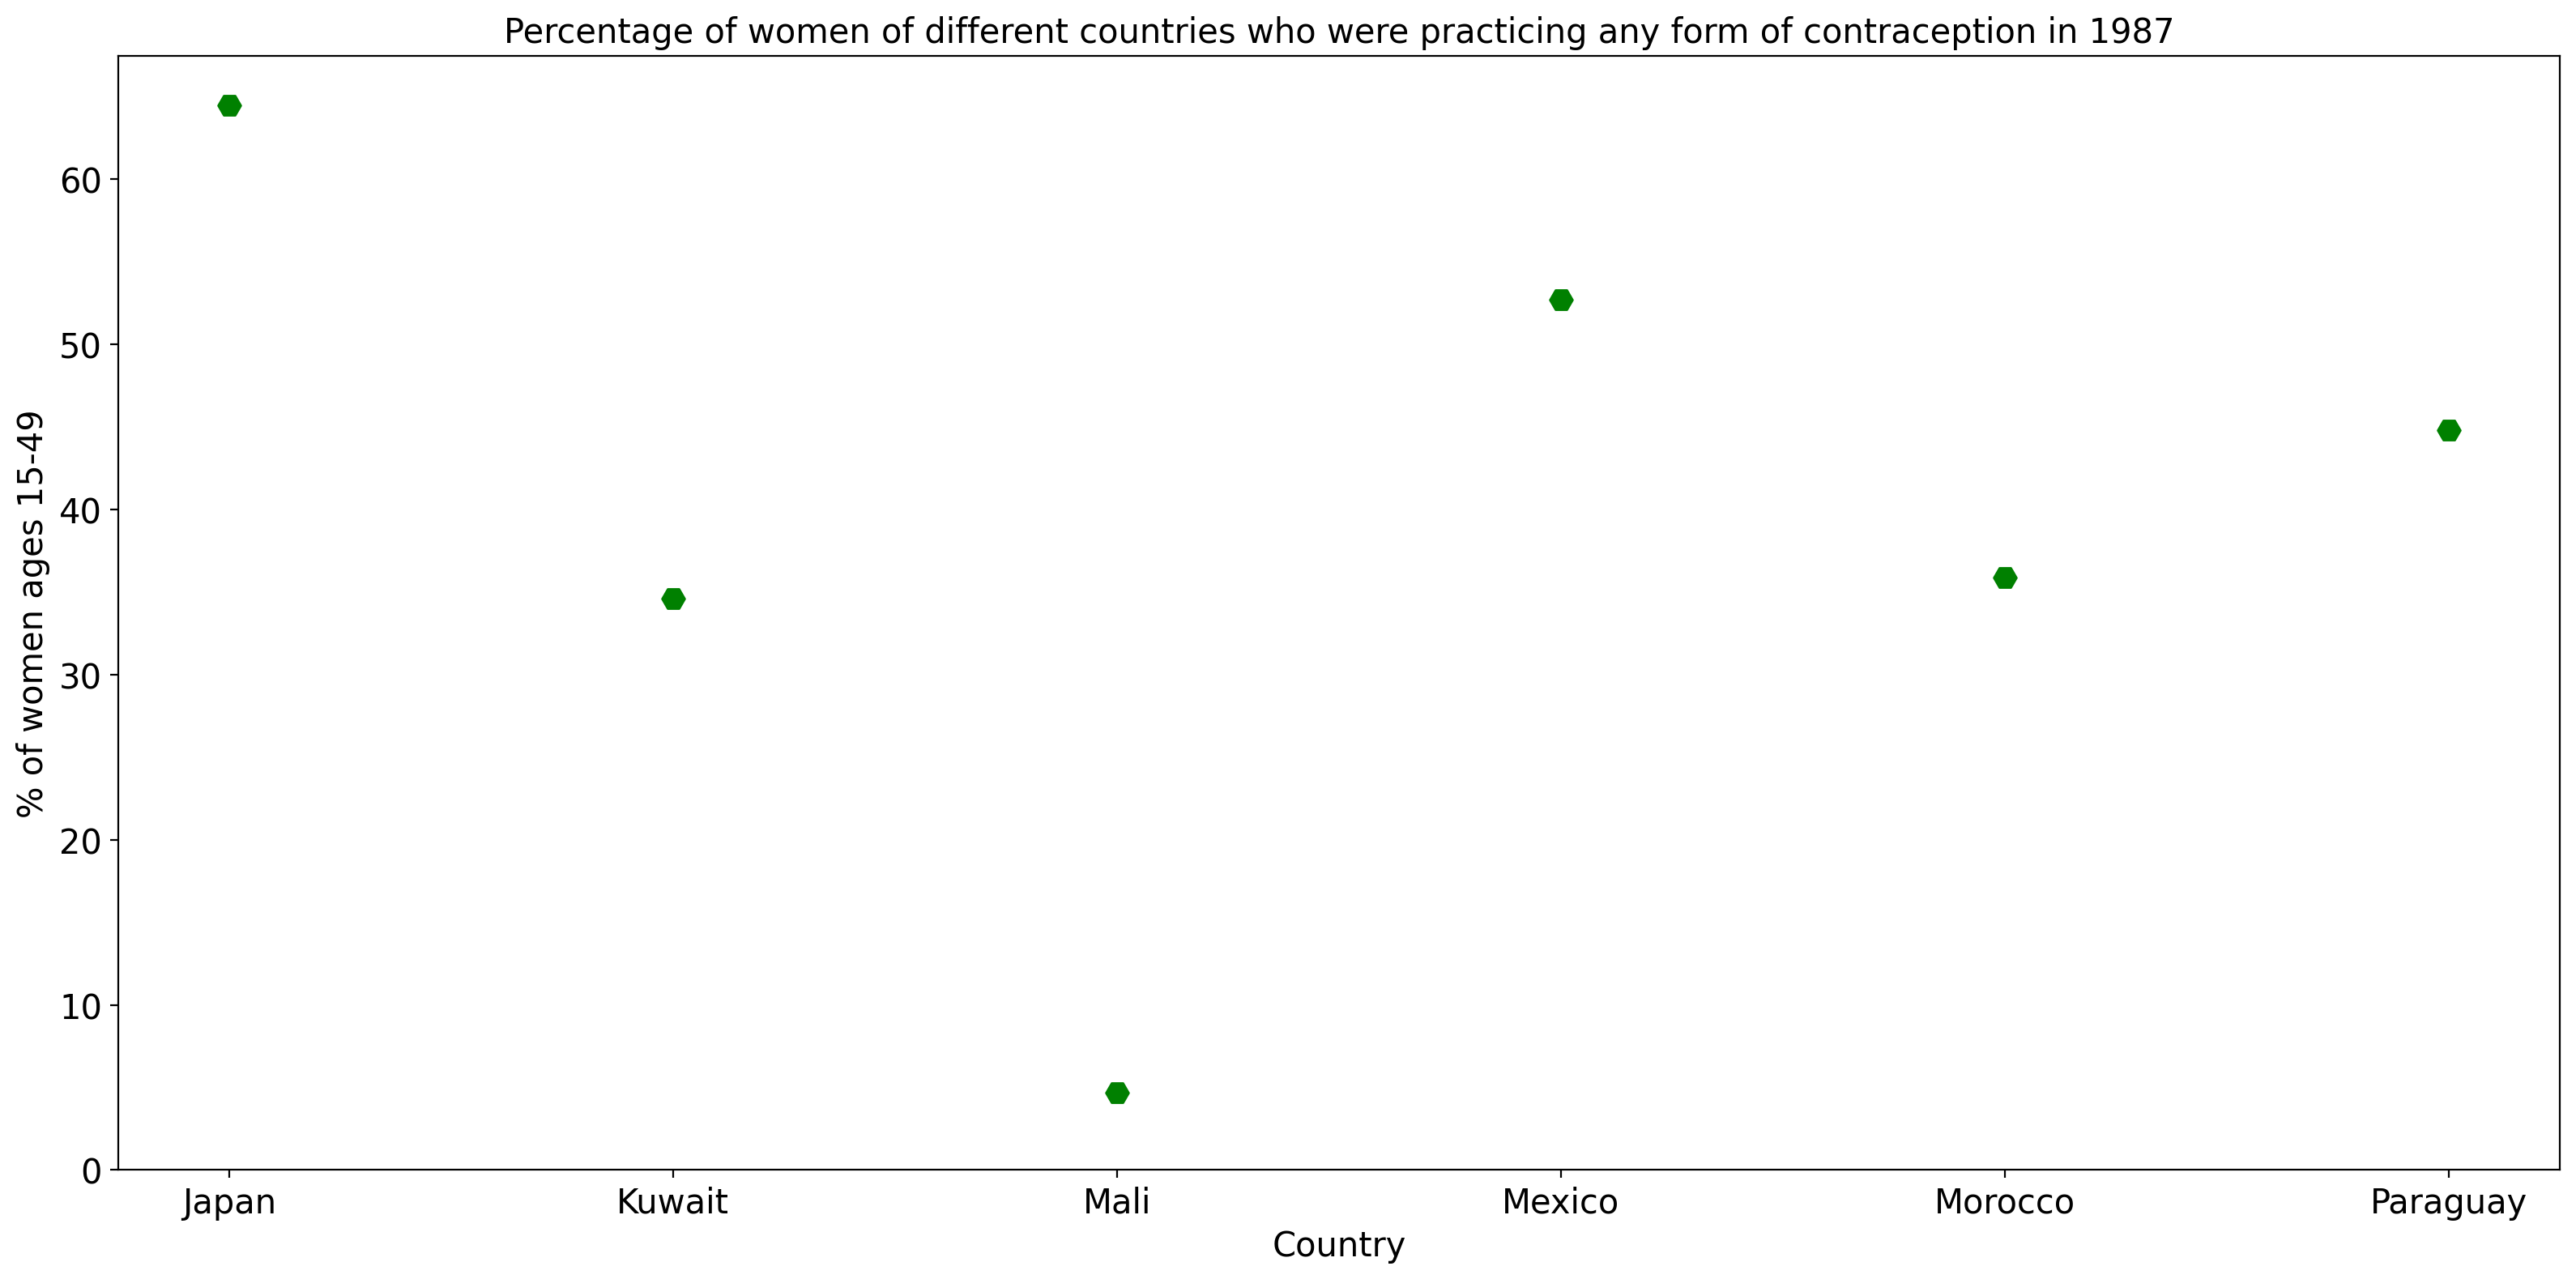 Percentage of women of different countries who were practicing any form of contraception in 1987
% of women ages 15-49
60
50
40
30
20
10
0
Japan Kuwait Mali Mexico Morocco Paraguay
Country